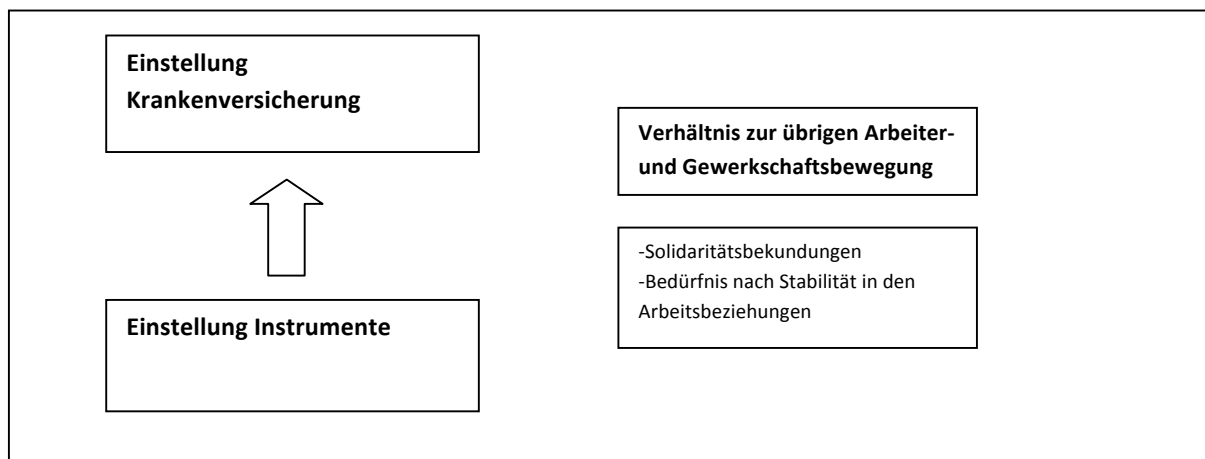 Einstellung
Krankenversicherung
Verhältnis zur übrigen Arbeiter-
und Gewerkschaftsbewegung
-Solidaritätsbekundungen
-Bedürfnis nach Stabilität in den
Arbeitsbeziehungen
Einstellung Instrumente